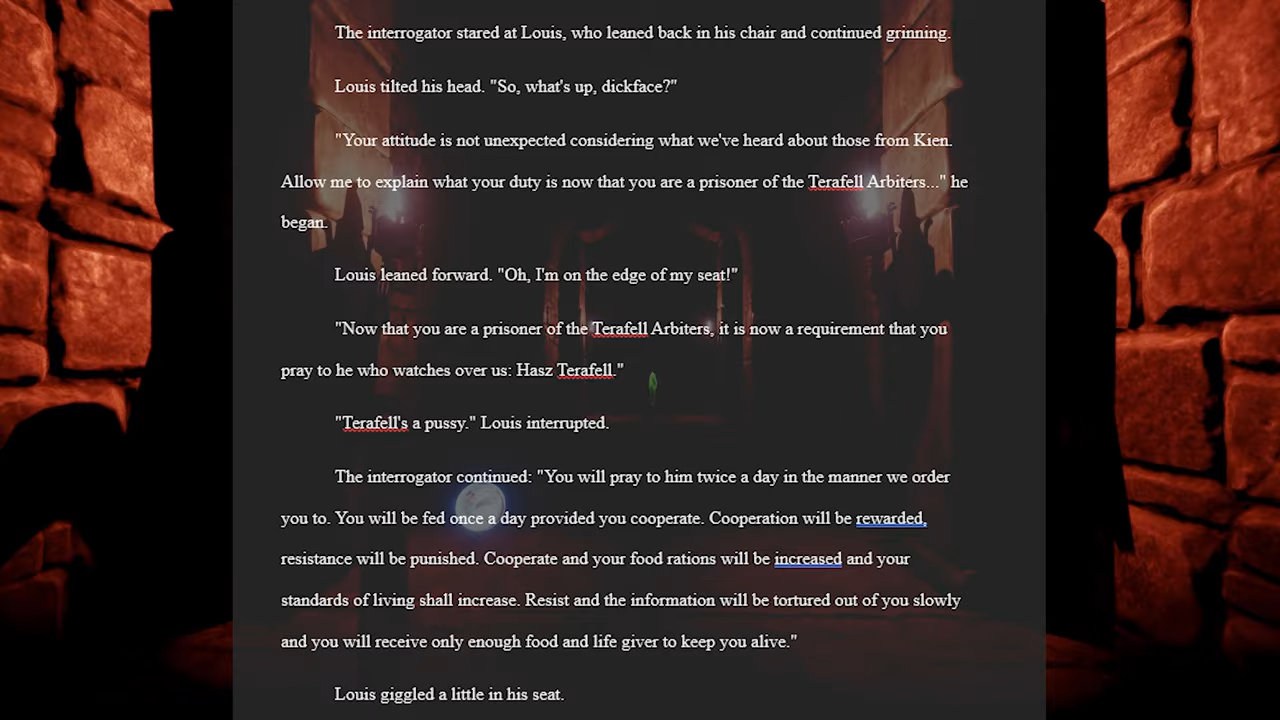 The interrogator stared at Louis, who leaned back in his chair and continued grinning.
Louis tilted his head. "So, what's up, dickface?"
"Your attitude is not unexpected considering what we've heard about those from Kien.
Allow me to explain what your duty is now that you are a prisoner of the Terafell Arbiters..." he
began.
Louis leaned forward. "Oh, I'm on the edge of my seat!"
"Now that you are a prisoner of the Terafell Arbiters, it is now a requirement that you
pray to he who watches over us: Hasz Terafell."
"Terafell's a pussy." Louis interrupted.
The interrogator continued: "You will pray to him twice a day in the manner we order
you to. You will be fed once a day provided you cooperate. Cooperation will be rewarded,
resistance will be punished. Cooperate and your food rations will be increased and your
standards of living shall increase. Resist and the information will be tortured out of you slowly
and you will receive only enough food and life giver to keep you alive."
Louis giggled a little in his seat.